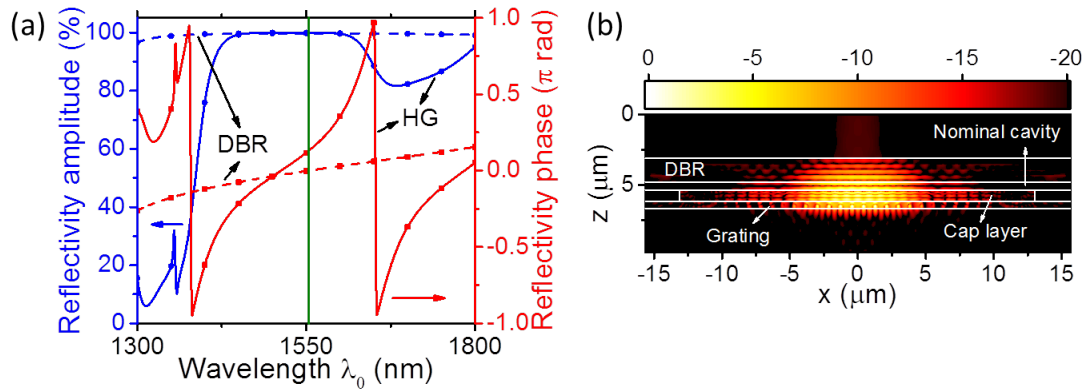 (a)
Reflectivity amplitude (%)
100
80
60
40
20
0
1300
1550
1800
Wavelength λ0 (nm)
DBR
HG
1.0
0.5
0.0
-0.5
-1.0
Reflectivity phase (π rad)
(b)
0
-5
-10
-15
-20
Nominal cavity
DBR
Grating
Cap layer
0
5
z (μm)
-15
-10
-5
0
5
10
15
x (μm)